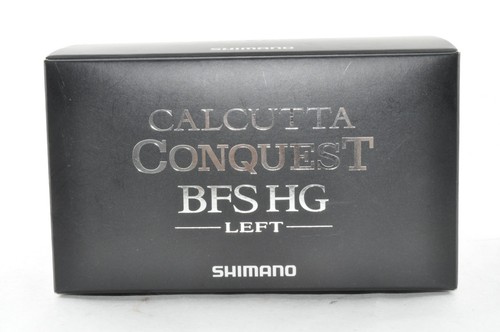 SHIMANO
CALCUTTA
CONQUEST
BFS HG
LEFT
SHIMANO